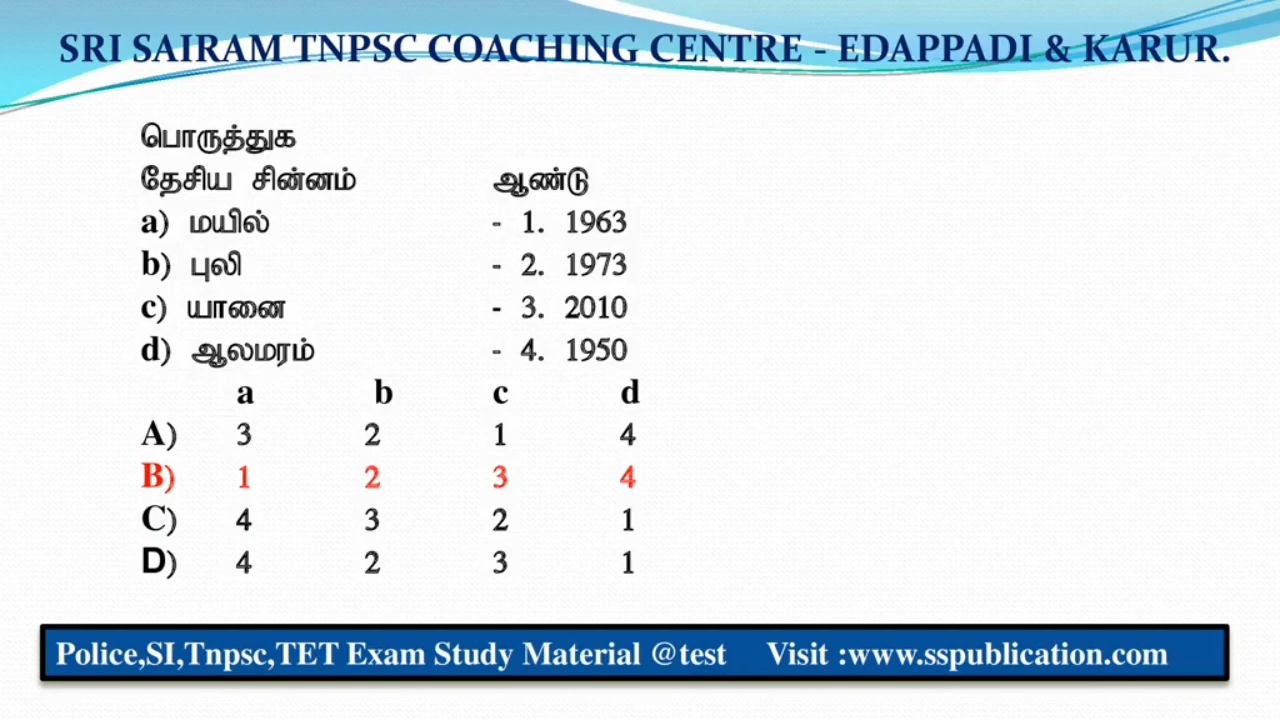 SRI SAIRAM TNPSC COACHING CENTRE - EDAPPADI & KARUR.
பொருத்துக
தேசிய சின்னம் ஆண்டு
a) மயில் - 1. 1963
b) புலி - 2. 1973
c) யானை - 3. 2010
d) ஆலமரம் - 4. 1950
a b c d
A) 3 2 1 4
B) 1 2 3 4
C) 4 3 2 1
D) 4 2 3 1
Police,SI,Tnpsc,TET Exam Study Material @test Visit :www.sspublication.com